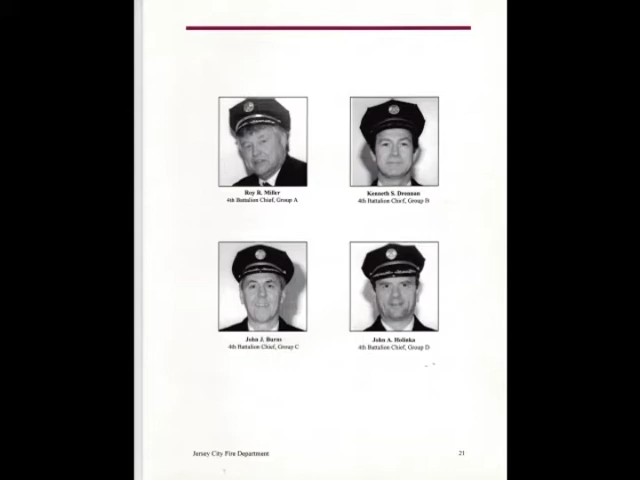 Roy R. Miller
4th Battalion Chief, Group A
Kenneth S. Drennan
4th Battalion Chief, Group B
John J. Burns
4th Battalion Chief, Group C
John A. Holinka
4th Battalion Chief, Group D
Jersey City Fire Department
21